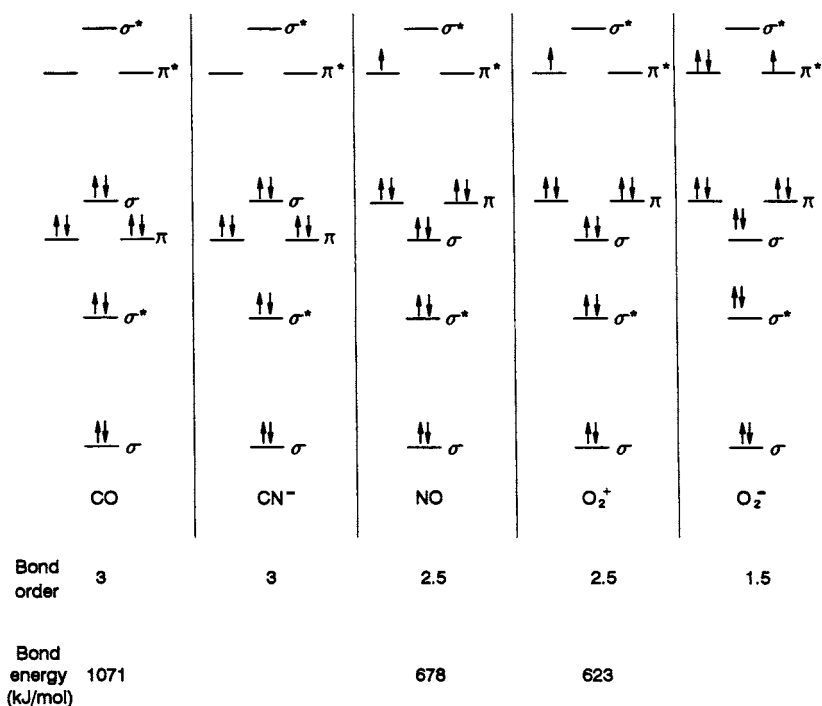 σ* σ* σ* σ* σ*
π* π* π* π* π*
σ σ π π π
π π σ σ σ
σ* σ* σ* σ* σ*
σ σ σ σ σ
CO CN⁻ NO O₂⁺ O₂⁻
Bond
order 3 3 2.5 2.5 1.5
Bond
energy 1071 678 623
(kJ/mol)